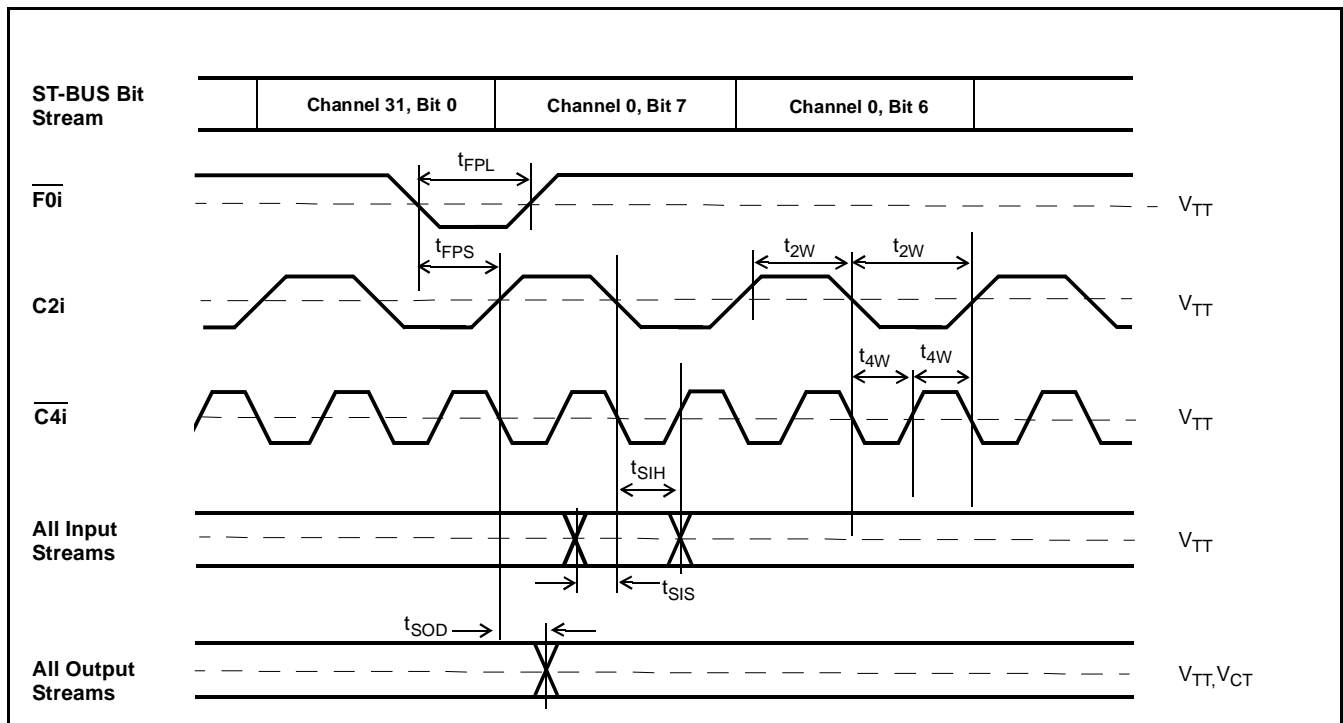 ST-BUS Bit
Stream
Channel 31, Bit 0
Channel 0, Bit 7
Channel 0, Bit 6
tFPL
F0i
VTT
tFPS
t2W
t2W
C2i
VTT
t4W
t4W
C4i
VTT
tSIH
All Input
Streams
VTT
tSIS
tSOD
All Output
Streams
VTT,VCT